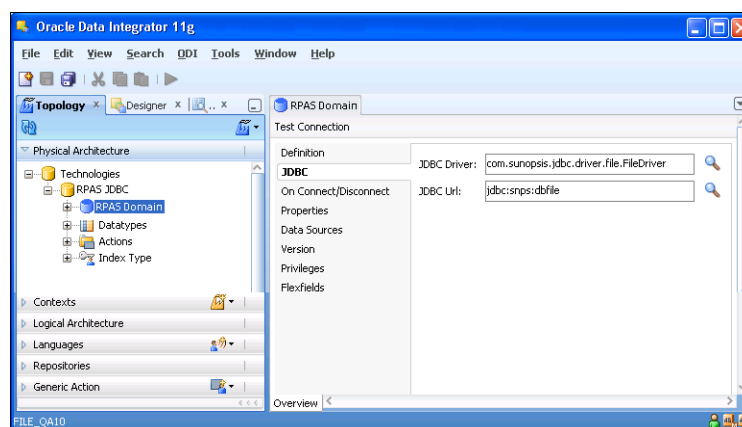 Oracle Data Integrator 11g
File Edit View Search ODI Tools Window Help
Topology Designer ..
RPAS Domain
Test Connection
Physical Architecture
Technologies
RPAS JDBC
RPAS Domain
Datatypes
Actions
Index Type
Contexts
Logical Architecture
Languages
Repositories
Generic Action
Definition
JDBC
On Connect/Disconnect
Properties
Data Sources
Version
Privileges
Flexfields
JDBC Driver: com.sunopsis.jdbc.driver.file.FileDriver
JDBC Url: jdbc:snps:dbfile
Overview
FILE_QA10